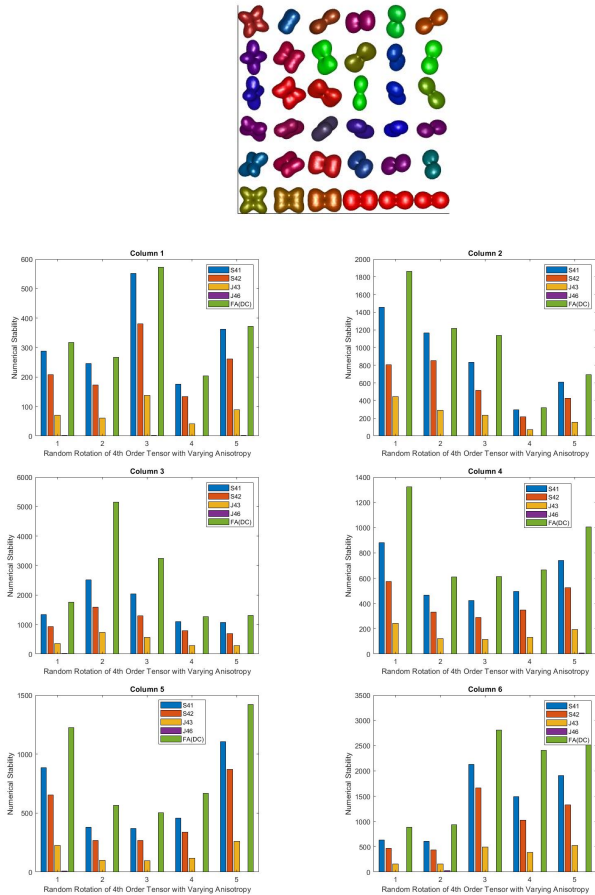 Column 1
600
500
400
300
200
100
0
Numerical Stability
S41
S42
J43
J46
FA(DC)
1 2 3 4 5
Random Rotation of 4th Order Tensor with Varying Anisotropy
Column 2
2000
1800
1600
1400
1200
1000
800
600
400
200
0
Numerical Stability
S41
S42
J43
J46
FA(DC)
1 2 3 4 5
Random Rotation of 4th Order Tensor with Varying Anisotropy
Column 3
6000
5000
4000
3000
2000
1000
0
Numerical Stability
S41
S42
J43
J46
FA(DC)
1 2 3 4 5
Random Rotation of 4th Order Tensor with Varying Anisotropy
Column 4
1400
1200
1000
800
600
400
200
0
Numerical Stability
S41
S42
J43
J46
FA(DC)
1 2 3 4 5
Random Rotation of 4th Order Tensor with Varying Anisotropy
Column 5
1500
1000
500
0
Numerical Stability
S41
S42
J43
J46
FA(DC)
1 2 3 4 5
Random Rotation of 4th Order Tensor with Varying Anisotropy
Column 6
3500
3000
2500
2000
1500
1000
500
0
Numerical Stability
S41
S42
J43
J46
FA(DC)
1 2 3 4 5
Random Rotation of 4th Order Tensor with Varying Anisotropy